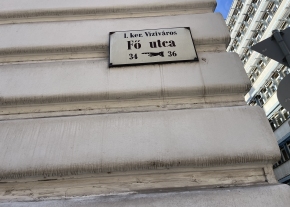 I. ker. Víziváros
Fő utca
34 36